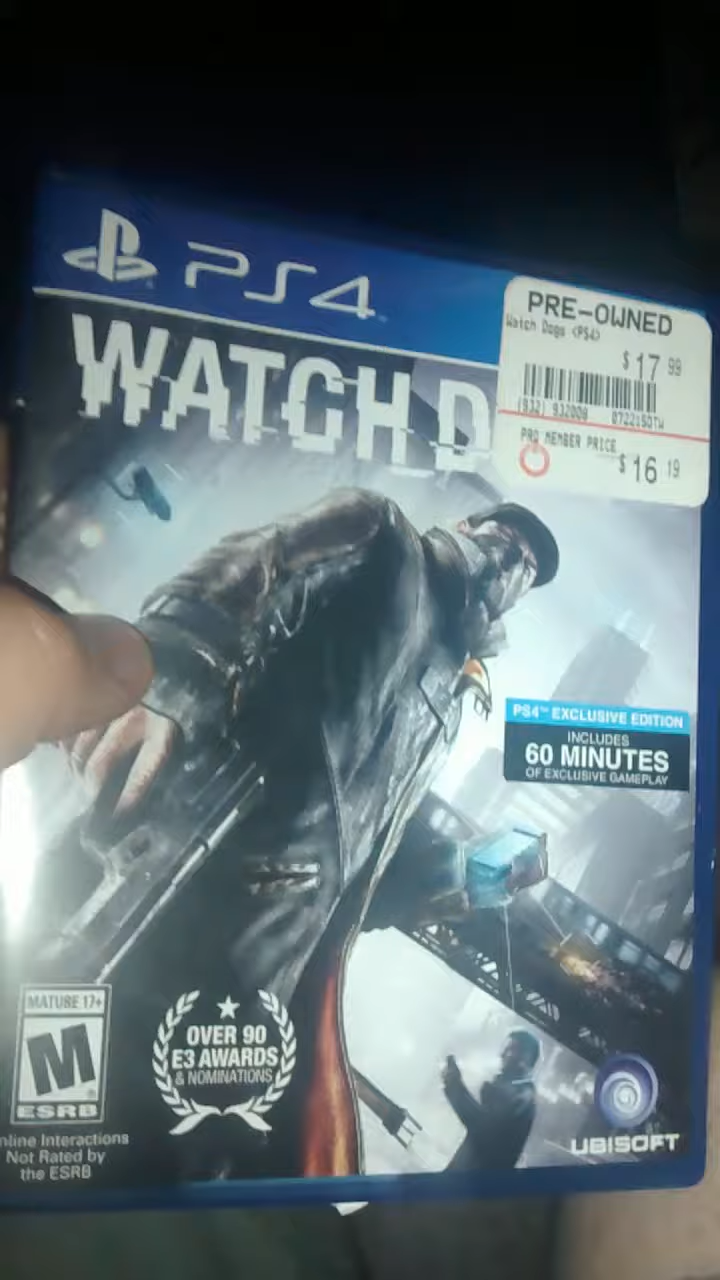 PS4
WATCH D
PRE-OWNED
Watch Dogs <PS4>
$17 99
PRO MEMBER PRICE
$16 19
PS4™ EXCLUSIVE EDITION
INCLUDES
60 MINUTES
OF EXCLUSIVE GAMEPLAY
MATURE 17+
M
ESRB
OVER 90
E3 AWARDS
& NOMINATIONS
nline Interactions
Not Rated by
the ESRB
UBISOFT